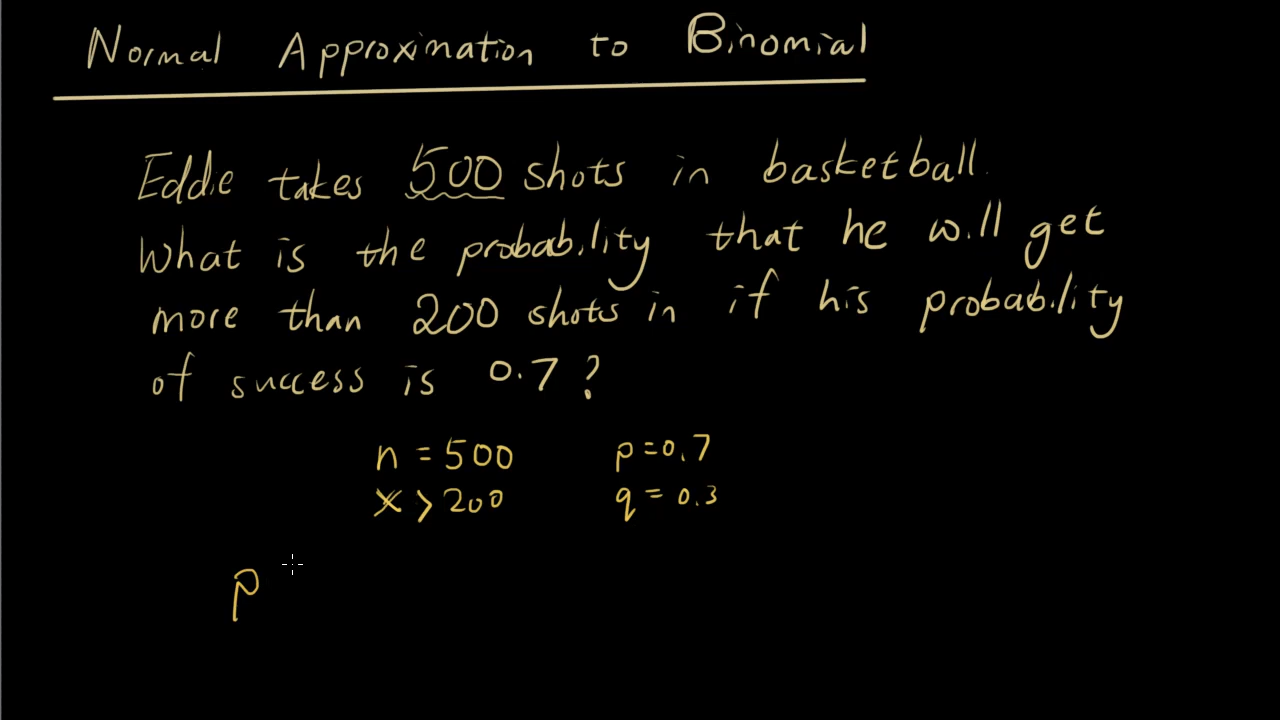 Normal Approximation to Binomial
Eddie takes 500 shots in basketball.
What is the probability that he will get
more than 200 shots in if his probability
of success is 0.7?
n = 500 p = 0.7
x > 200 q = 0.3
p